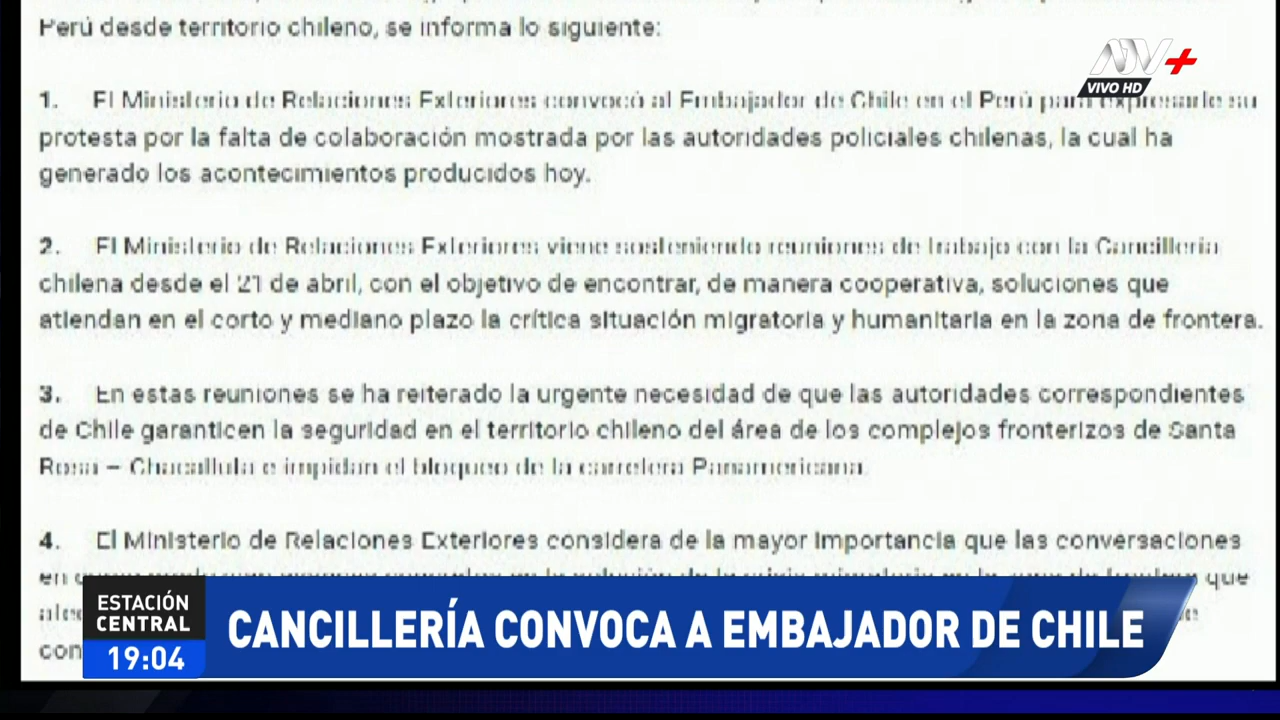 Perú desde territorio chileno, se informa lo siguiente:
ATV+
VIVO HD
1. El Ministerio de Relaciones Exteriores convocó al Embajador de Chile en el Perú para expresarle su
protesta por la falta de colaboración mostrada por las autoridades policiales chilenas, la cual ha
generado los acontecimientos producidos hoy.
2. El Ministerio de Relaciones Exteriores viene sosteniendo reuniones de trabajo con la Cancillería
chilena desde el 21 de abril, con el objetivo de encontrar, de manera cooperativa, soluciones que
atiendan en el corto y mediano plazo la crítica situación migratoria y humanitaria en la zona de frontera.
3. En estas reuniones se ha reiterado la urgente necesidad de que las autoridades correspondientes
de Chile garanticen la seguridad en el territorio chileno del área de los complejos fronterizos de Santa
Rosa – Chacalluta e impidan el bloqueo de la carretera Panamericana.
4. El Ministerio de Relaciones Exteriores considera de la mayor importancia que las conversaciones
en que
ESTACIÓN
CENTRAL
19:04
CANCILLERÍA CONVOCA A EMBAJADOR DE CHILE